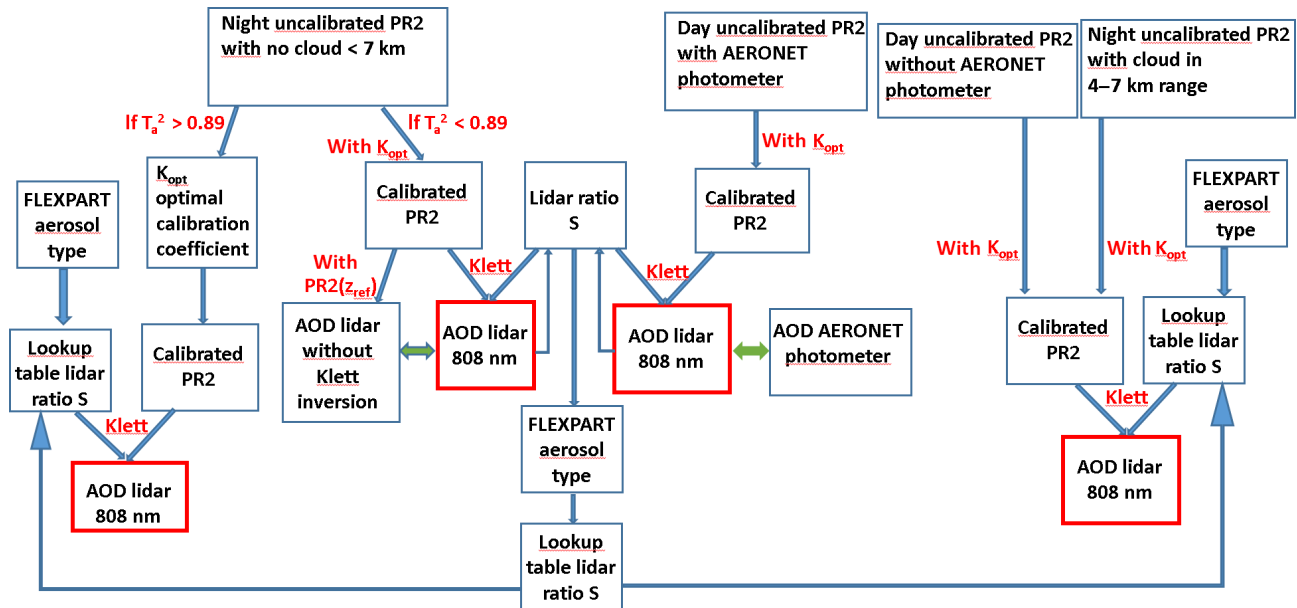 Night uncalibrated PR2
with no cloud < 7 km
Day uncalibrated PR2
with AERONET
photometer
Day uncalibrated PR2
without AERONET
photometer
Night uncalibrated PR2
with cloud in
4–7 km range
If Ta² > 0.89
If Ta² < 0.89
With Kopt
With Kopt
FLEXPART
aerosol
type
Kopt
optimal
calibration
coefficient
Calibrated
PR2
Lidar ratio
S
Calibrated
PR2
FLEXPART
aerosol
type
With
PR2(zref)
Klett
Klett
With Kopt
With Kopt
Lookup
table lidar
ratio S
Calibrated
PR2
AOD lidar
without
Klett
inversion
AOD lidar
808 nm
AOD lidar
808 nm
AOD AERONET
photometer
Calibrated
PR2
Lookup
table lidar
ratio S
Klett
Klett
AOD lidar
808 nm
FLEXPART
aerosol
type
AOD lidar
808 nm
Lookup
table lidar
ratio S